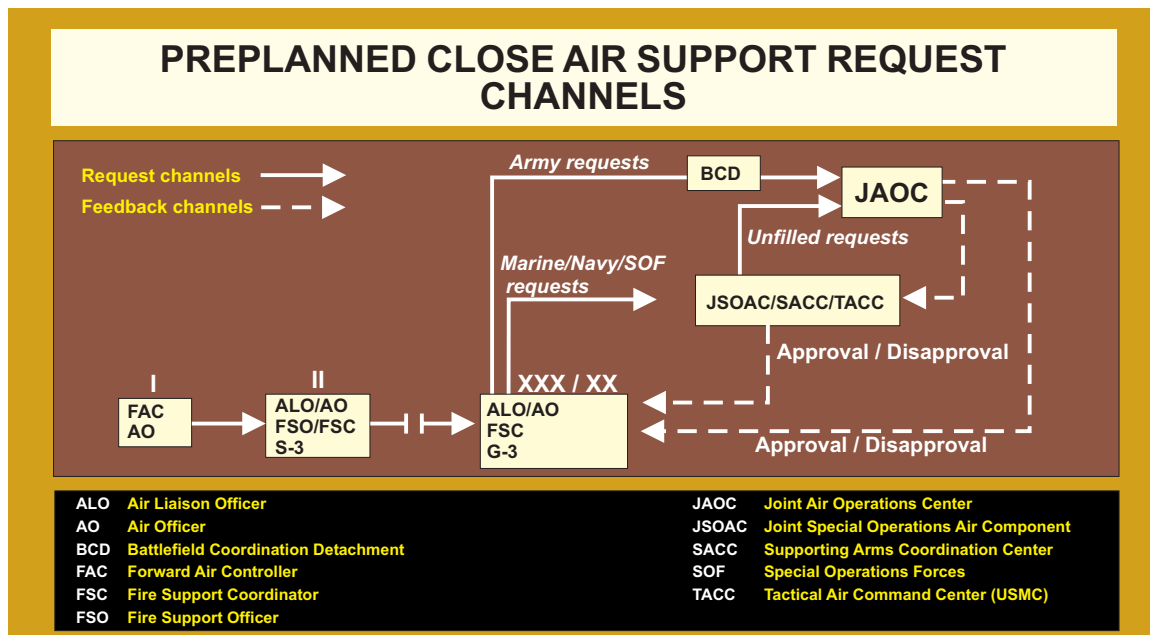 PREPLANNED CLOSE AIR SUPPORT REQUEST
CHANNELS
Request channels
Feedback channels
Army requests
BCD
JAOC
Unfilled requests
Marine/Navy/SOF
requests
JSOAC/SACC/TACC
Approval / Disapproval
I
FAC
AO
II
ALO/AO
FSO/FSC
S-3
XXX / XX
ALO/AO
FSC
G-3
Approval / Disapproval
ALO Air Liaison Officer
AO Air Officer
BCD Battlefield Coordination Detachment
FAC Forward Air Controller
FSC Fire Support Coordinator
FSO Fire Support Officer
JAOC Joint Air Operations Center
JSOAC Joint Special Operations Air Component
SACC Supporting Arms Coordination Center
SOF Special Operations Forces
TACC Tactical Air Command Center (USMC)